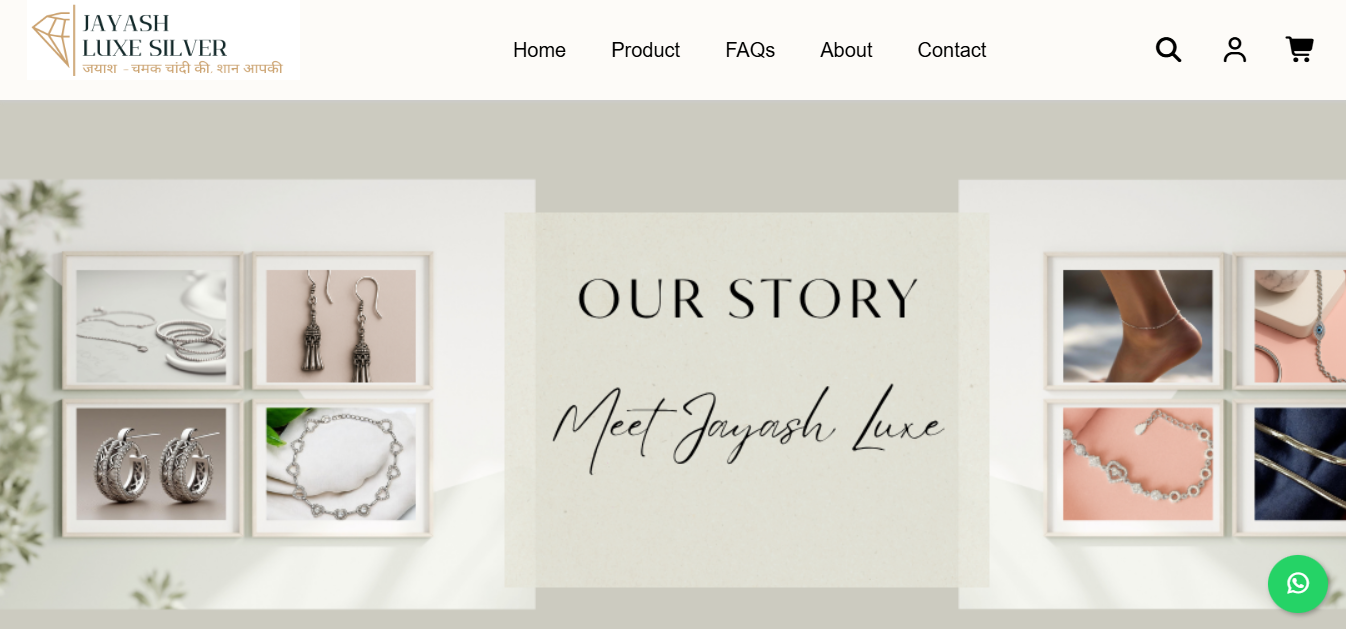 JAYASH
LUXE SILVER
जयाश - चमक चांदी की, शान आपकी
Home
Product
FAQs
About
Contact
OUR STORY
Meet Jayash Luxe